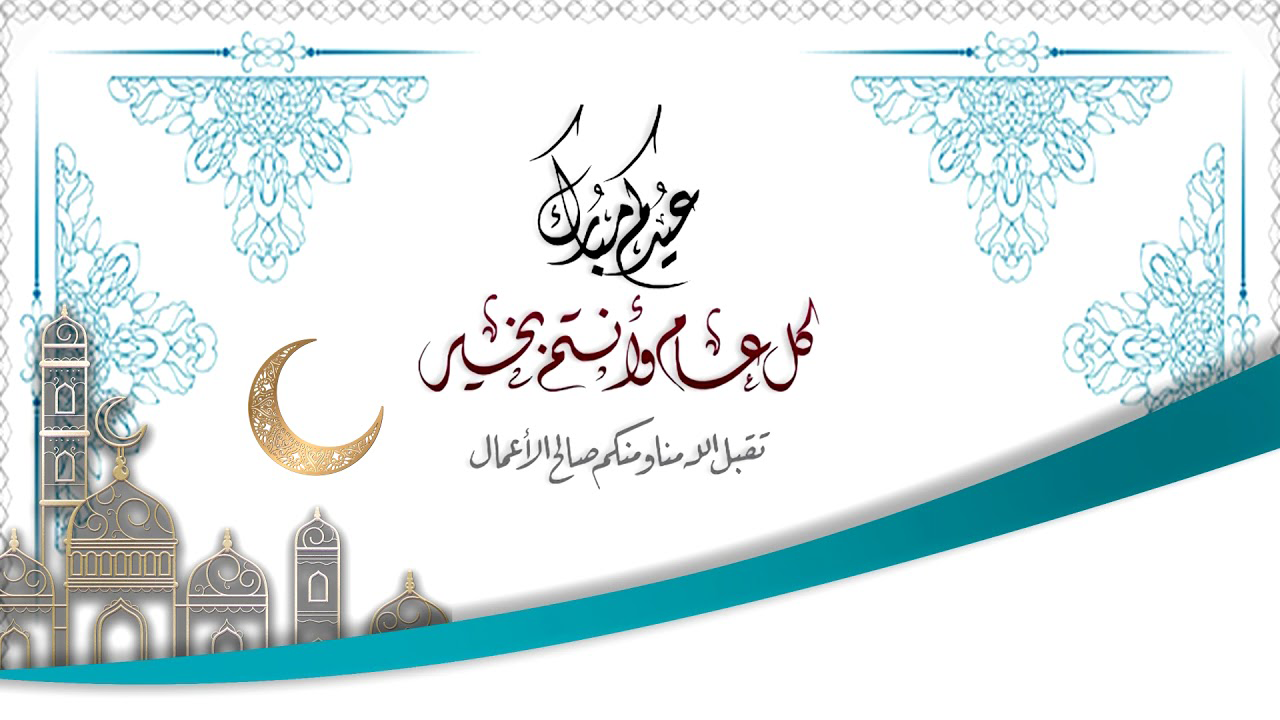 عيدكم مبارك
كل عام وأنتم بخير
تقبل الله منا ومنكم صالح الأعمال